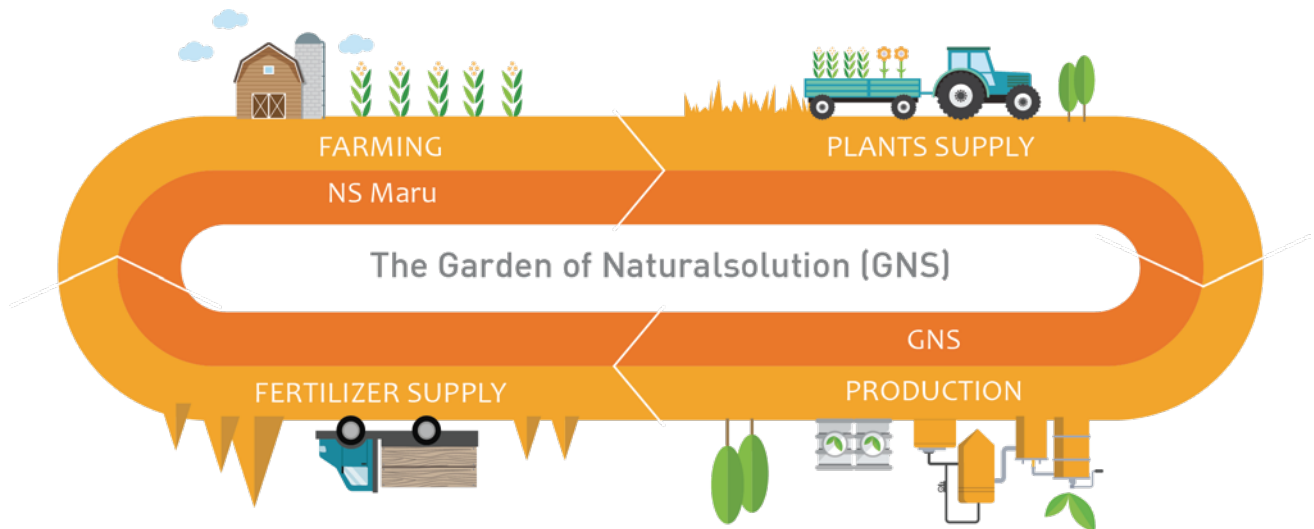 FARMING
PLANTS SUPPLY
NS Maru
The Garden of Naturalsolution (GNS)
GNS
FERTILIZER SUPPLY
PRODUCTION